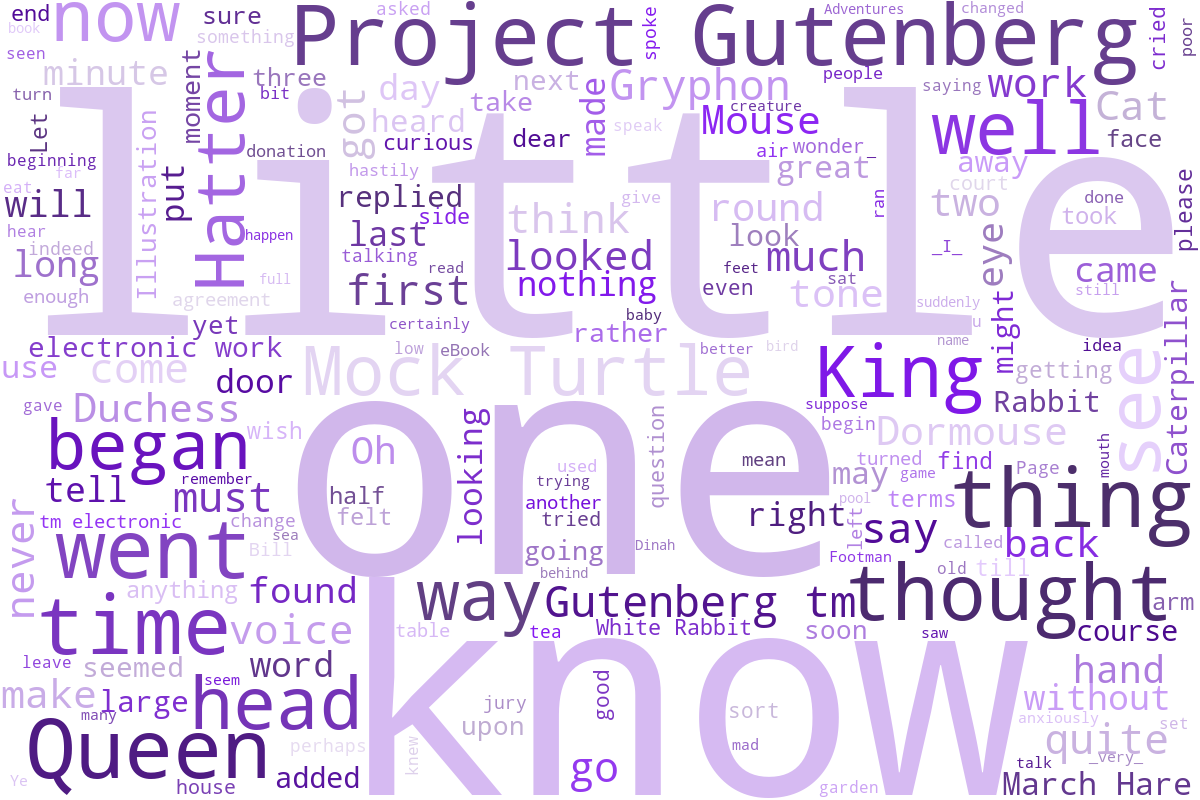 end
now
sure
Project Gutenberg
asked
spoke
Adventures
changed
cried
poor
book
something
seen
minute
moment
three
day
next
Gryphon
people
saying
work
Cat
turn
bit
got
heard
take
made
creature
Mouse
well
face
Let
Hatter
Illustration
curious
dear
speak
beginning
donation
air
wonder_
away
little
far
eat
put
hastily
great
court
will
replied
side
think
give
round
ran
two
done
took
please
hear
indeed
happen
last
look
_I_
eye
long
talking
looked
much
came
enough
full
read
first
nothing
feet
even
sat
tone
still
agreement
suddenly
u
might
Caterpillar
yet
certainly
baby
rather
name
idea
electronic work
low
eBook
better
bird
see
use
come
door
Mock Turtle
King
getting
gave
Duchess
suppose
Rabbit
began
wish
Oh
looking
question
begin
Dormouse
one
mouth
tell
remember
must
half
used
trying
another
mean
may
turned
game
find
Page
thing
never
tm electronic
change
felt
tried
pool
terms
right
left
say
went
sea
Bill
going
Dinah
Footman
called
back
anything
found
behind
way
old
till
thought
time
Gutenberg tm
arm
voice
table
tea
White Rabbit
soon
saw
course
leave
seemed
word
know
hand
make
large
seem
head
jury
good
without
many
upon
sort
anxiously
set
Queen
perhaps
knew
mad
quite
_very_
Ye
house
added
go
garden
talk
March Hare